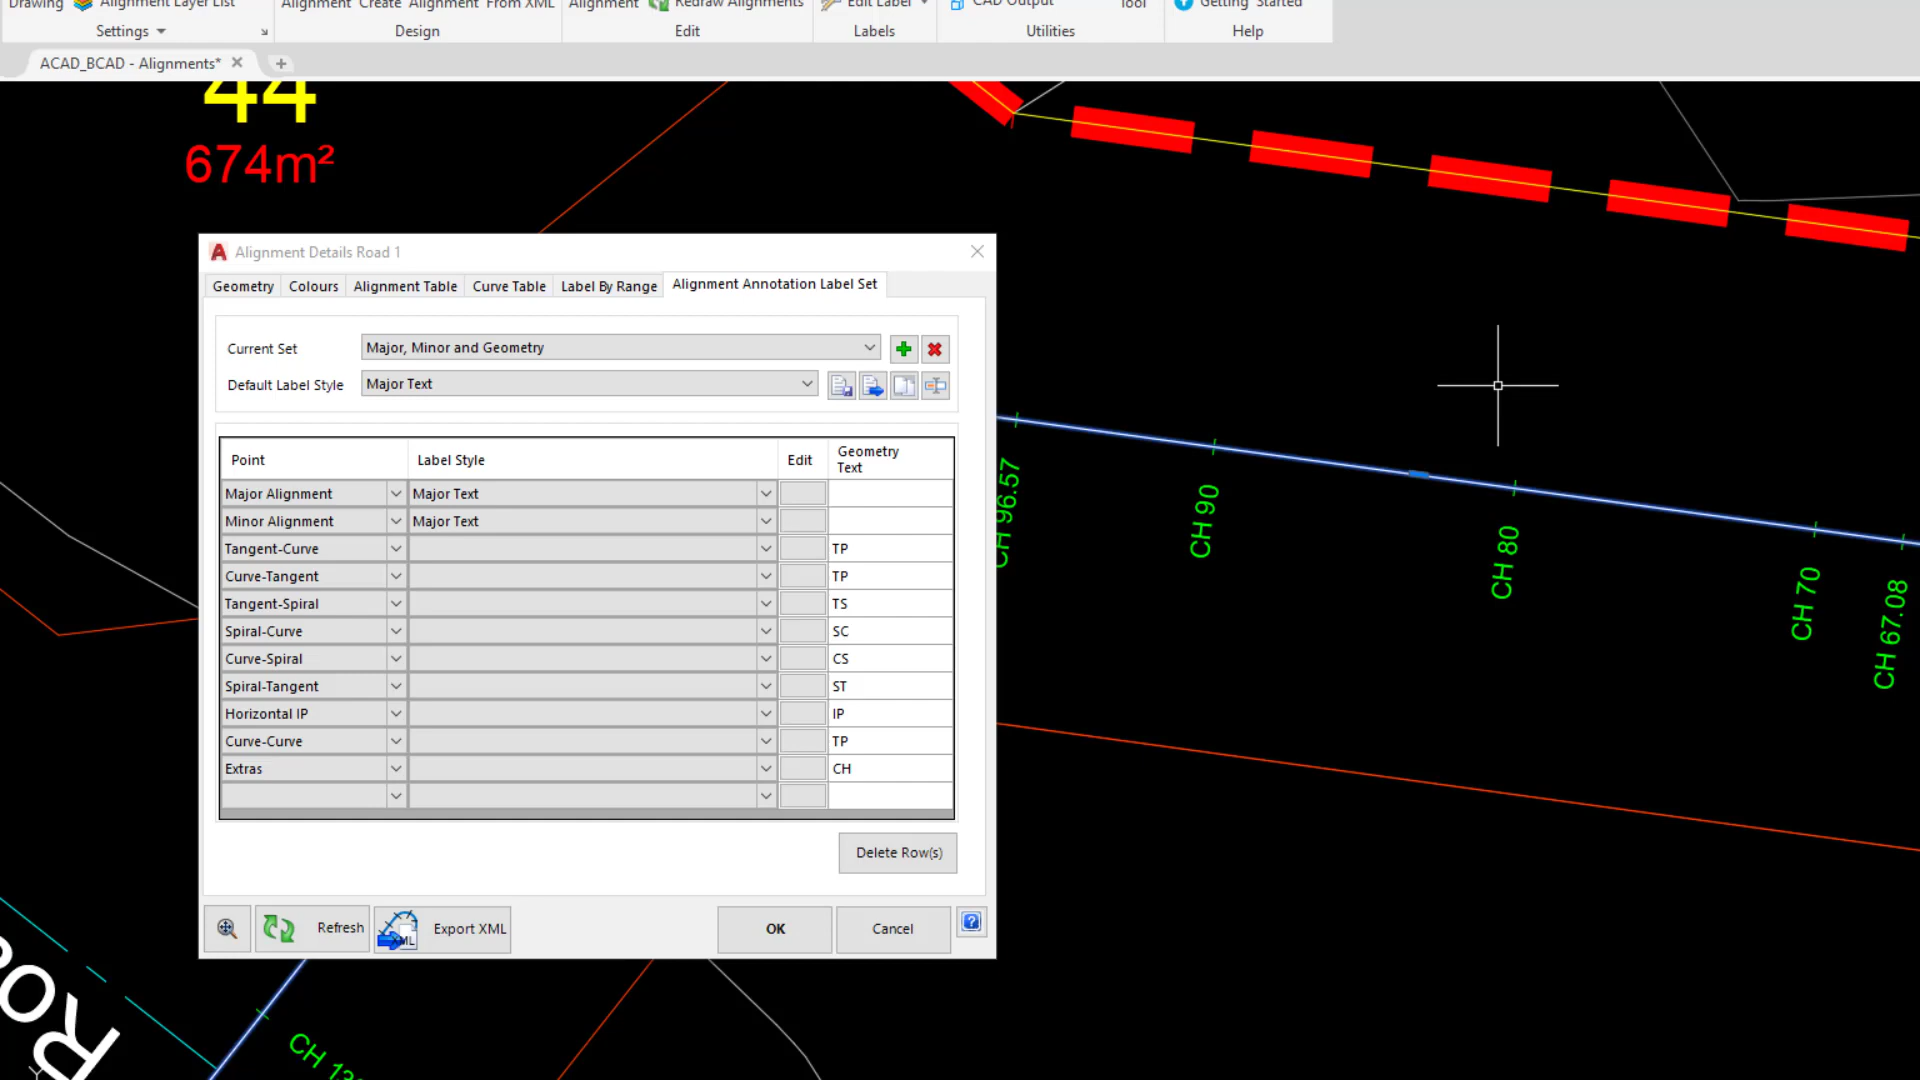 Drawing Alignment Layer List Alignment Create Alignment From XML Alignment Redraw Alignments Edit Label CAD Output Tool Getting Started
Settings Design Edit Labels Utilities Help
ACAD_BCAD - Alignments*
44
674m²
Alignment Details Road 1
Geometry Colours Alignment Table Curve Table Label By Range Alignment Annotation Label Set
Current Set Major, Minor and Geometry
Default Label Style Major Text
Point Label Style Edit Geometry Text
Major Alignment Major Text
Minor Alignment Major Text
Tangent-Curve TP
Curve-Tangent TP
Tangent-Spiral TS
Spiral-Curve SC
Curve-Spiral CS
Spiral-Tangent ST
Horizontal IP IP
Curve-Curve TP
Extras CH
Delete Row(s)
Refresh XML Export XML OK Cancel
CH 96.57
CH 90
CH 80
CH 70
CH 67.08